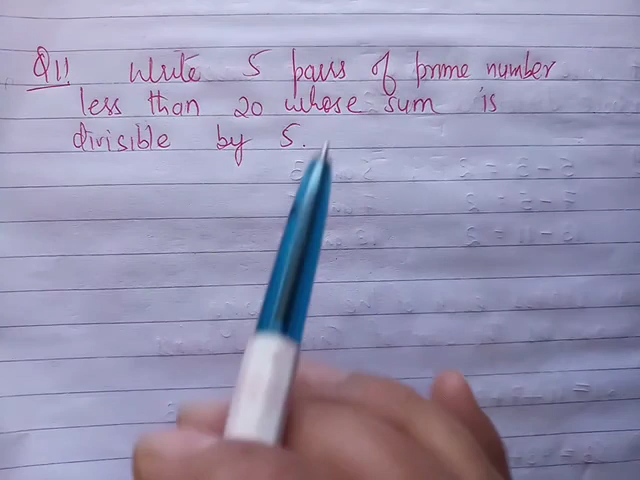 Q11 Write 5 pairs of prime number
less than 20 whose sum is
divisible by 5.